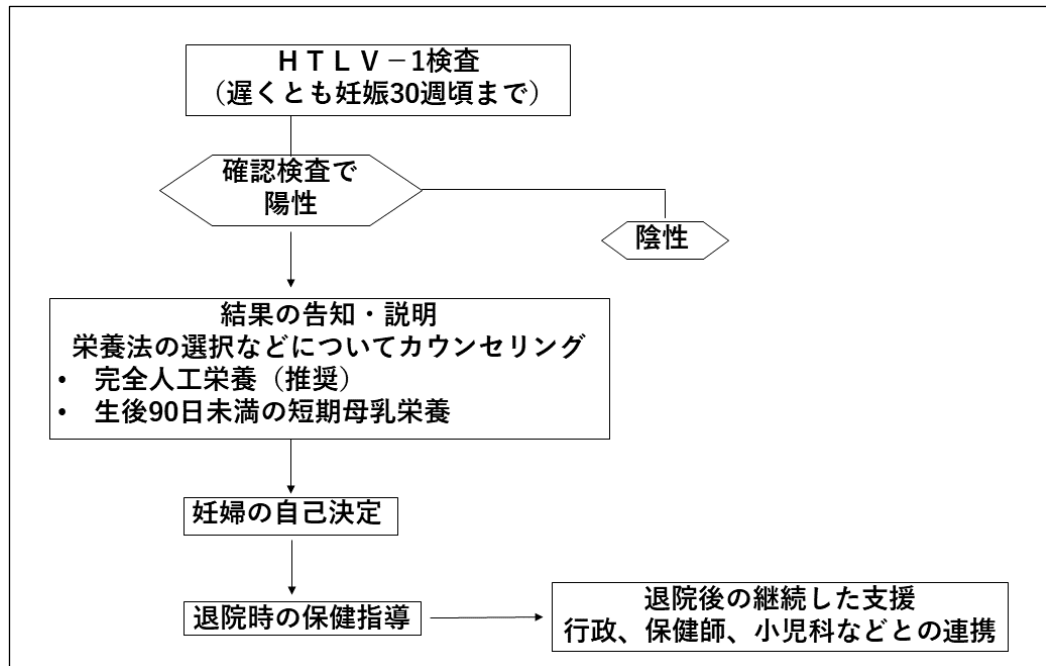 ＨＴＬＶ－1検査
（遅くとも妊娠30週頃まで）
確認検査で
陽性
陰性
結果の告知・説明
栄養法の選択などについてカウンセリング
• 完全人工栄養（推奨）
• 生後90日未満の短期母乳栄養
妊婦の自己決定
退院時の保健指導
退院後の継続した支援
行政、保健師、小児科などとの連携